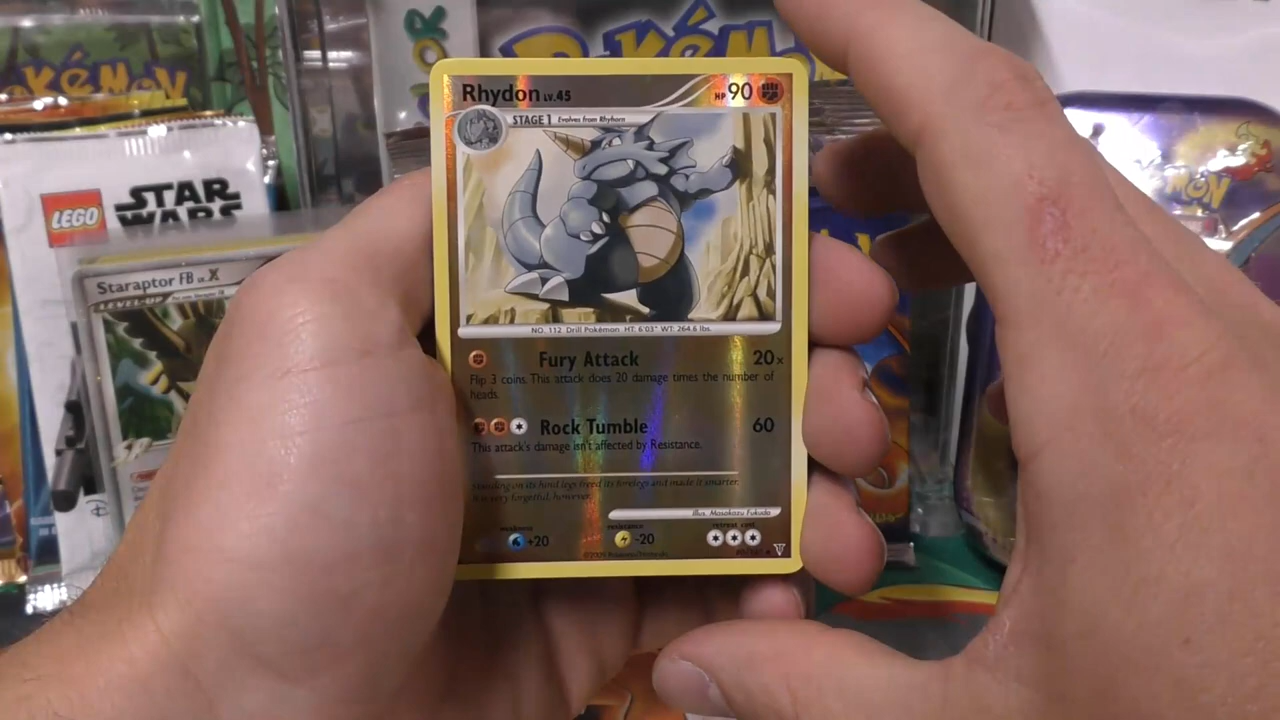 POKÉMON
Pokémon
LEGO
STAR
WARS
Staraptor FB LV.X
LEVEL-UP
MON
Rhydon LV.45
HP 90
STAGE 1 Evolves from Rhyhorn
NO. 112 Drill Pokémon HT: 6'03" WT: 264.6 lbs.
Fury Attack 20×
Flip 3 coins. This attack does 20 damage times the number of
heads.
Rock Tumble 60
This attack's damage isn't affected by Resistance.
Standing on its hind legs freed its forelegs and made it smarter.
It is very forgetful, however.
Illus. Masakazu Fukuda
weakness resistance retreat cost
+20 -20